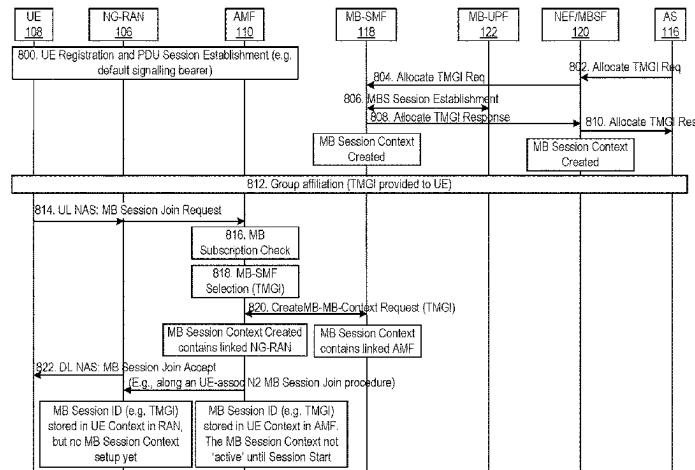 UE
108
NG-RAN
106
AMF
110
MB-SMF
118
MB-UPF
122
NEF/MBSF
120
AS
116
800. UE Registration and PDU Session Establishment (e.g.
default signalling bearer)
802. Allocate TMGI Req
804. Allocate TMGI Req
806. MBS Session Establishment
808. Allocate TMGI Response
810. Allocate TMGI Res
MB Session Context
Created
MB Session Context
Created
812. Group affiliation (TMGI provided to UE)
814. UL NAS: MB Session Join Request
816. MB
Subscription Check
818. MB-SMF
Selection (TMGI)
820. CreateMB-MB-Context Request (TMGI)
MB Session Context Created
contains linked NG-RAN
MB Session Context
contains linked AMF
822. DL NAS: MB Session Join Accept
(E.g., along an UE-assoc N2 MB Session Join procedure)
MB Session ID (e.g. TMGI)
stored in UE Context in RAN,
but no MB Session Context
setup yet
MB Session ID (e.g. TMGI)
stored in UE Context in AMF.
The MB Session Context not
'active' until Session Start